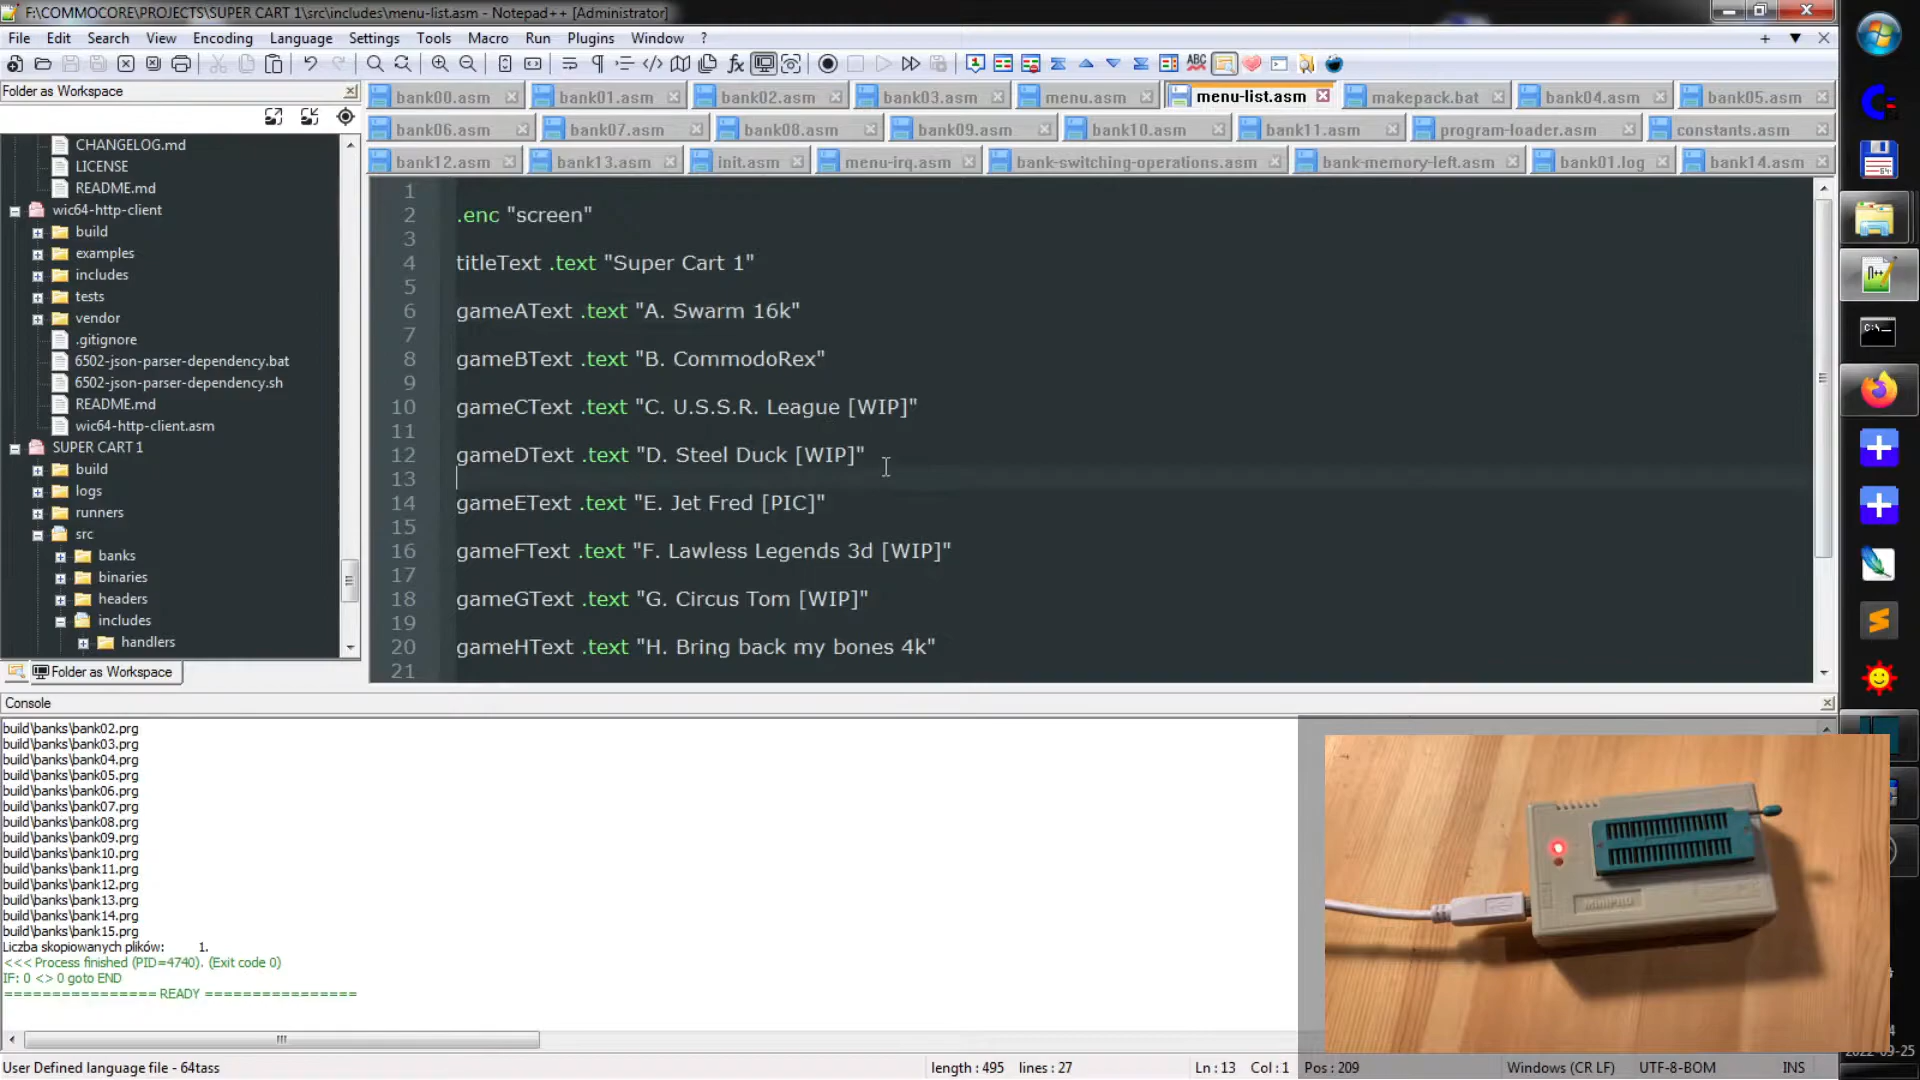 F:\COMMOCORE\PROJECTS\SUPER CART 1\src\includes\menu-list.asm - Notepad++ [Administrator]
File Edit Search View Encoding Language Settings Tools Macro Run Plugins Window ?
Folder as Workspace
bank00.asm bank01.asm bank02.asm bank03.asm menu.asm menu-list.asm makepack.bat bank04.asm bank05.asm
bank06.asm bank07.asm bank08.asm bank09.asm bank10.asm bank11.asm program-loader.asm constants.asm
bank12.asm bank13.asm init.asm menu-irq.asm bank-switching-operations.asm bank-memory-left.asm bank01.log bank14.asm
CHANGELOG.md
LICENSE
README.md
wic64-http-client
build
examples
includes
tests
vendor
.gitignore
6502-json-parser-dependency.bat
6502-json-parser-dependency.sh
README.md
wic64-http-client.asm
SUPER CART 1
build
logs
runners
src
banks
binaries
headers
includes
handlers
Folder as Workspace
1
2 .enc "screen"
3
4 titleText .text "Super Cart 1"
5
6 gameAText .text "A. Swarm 16k"
7
8 gameBText .text "B. CommodoRex"
9
10 gameCText .text "C. U.S.S.R. League [WIP]"
11
12 gameDText .text "D. Steel Duck [WIP]"
13
14 gameEText .text "E. Jet Fred [PIC]"
15
16 gameFText .text "F. Lawless Legends 3d [WIP]"
17
18 gameGText .text "G. Circus Tom [WIP]"
19
20 gameHText .text "H. Bring back my bones 4k"
21
Console
build\banks\bank02.prg
build\banks\bank03.prg
build\banks\bank04.prg
build\banks\bank05.prg
build\banks\bank06.prg
build\banks\bank07.prg
build\banks\bank08.prg
build\banks\bank09.prg
build\banks\bank10.prg
build\banks\bank11.prg
build\banks\bank12.prg
build\banks\bank13.prg
build\banks\bank14.prg
build\banks\bank15.prg
Liczba skopiowanych plików: 1.
<<< Process finished (PID=4740). (Exit code 0)
IF: 0 <> 0 goto END
================ READY ================
MiniPRO
User Defined language file - 64tass length : 495 lines : 27 Ln : 13 Col : 1 Pos : 209 Windows (CR LF) UTF-8-BOM INS
2022-09-25